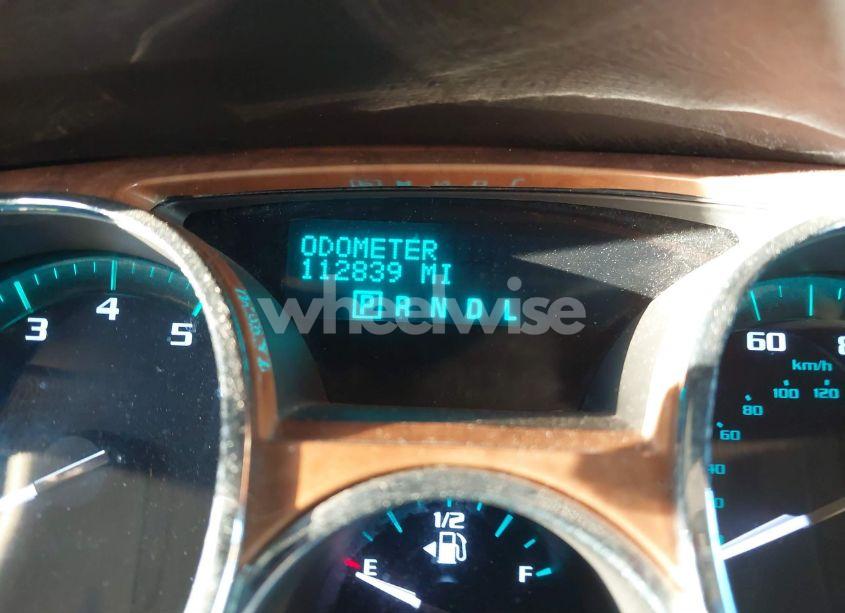 ODOMETER
112839 MI
P R N D L
wheelwise
3 4 5
60
km/h
60 80 100 120
1/2
E F